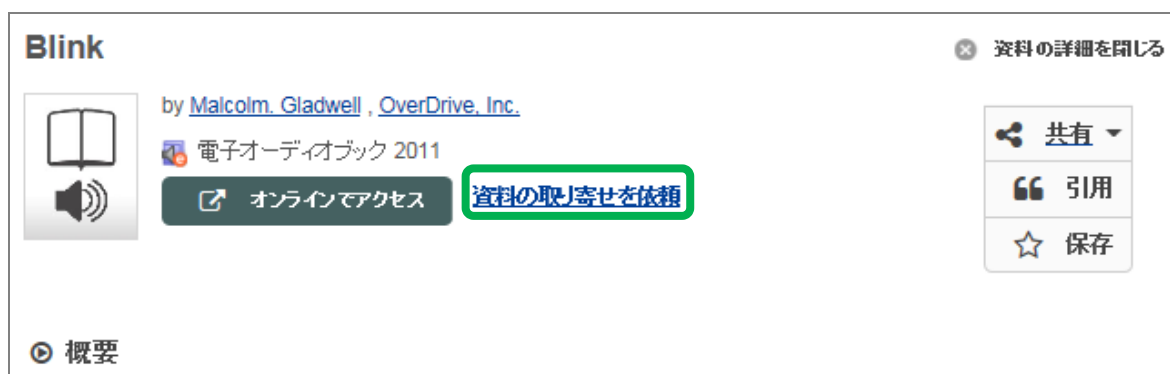 Blink
資料の詳細を閉じる
by Malcolm. Gladwell , OverDrive, Inc.
電子オーディオブック 2011
オンラインでアクセス
資料の取り寄せを依頼
共有
引用
保存
概要